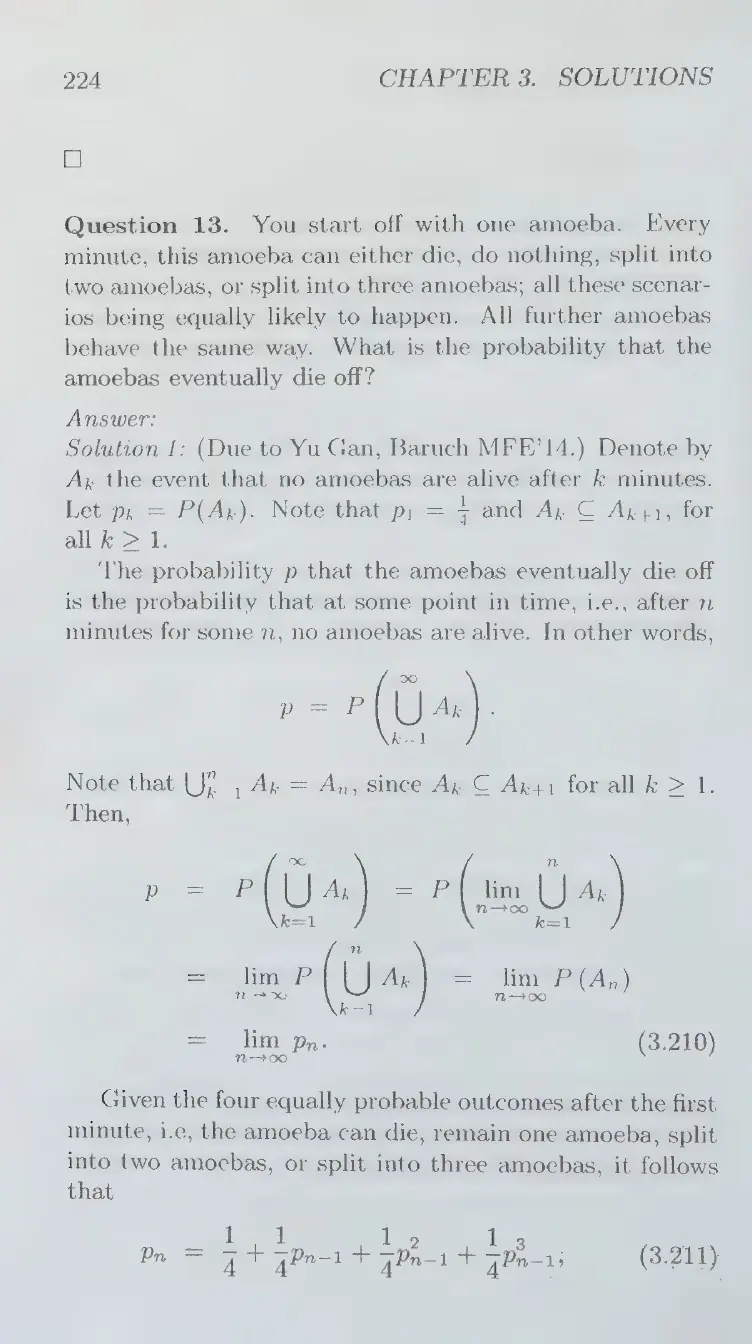 224 CHAPTER 3. SOLUTIONS
□
Question 13. You start off with one amoeba. Every
minute, this amoeba can either die, do nothing, split into
two amoebas, or split into three amoebas; all these scenar-
ios being equally likely to happen. All further amoebas
behave the same way. What is the probability that the
amoebas eventually die off?
Answer:
Solution 1: (Due to Yu Gan, Baruch MFE'14.) Denote by
A_k the event that no amoebas are alive after k minutes.
Let p_k = P(A_k). Note that p_1 = 1/4 and A_k ⊆ A_{k+1}, for
all k ≥ 1.
The probability p that the amoebas eventually die off
is the probability that at some point in time, i.e., after n
minutes for some n, no amoebas are alive. In other words,
p = P(⋃_{k=1}^{∞} A_k).
Note that ⋃_{k=1}^{n} A_k = A_n, since A_k ⊆ A_{k+1} for all k ≥ 1.
Then,
p = P(⋃_{k=1}^{∞} A_k) = P(lim_{n→∞} ⋃_{k=1}^{n} A_k)
= lim_{n→∞} P(⋃_{k=1}^{n} A_k) = lim_{n→∞} P(A_n)
= lim_{n→∞} p_n. (3.210)
Given the four equally probable outcomes after the first
minute, i.e, the amoeba can die, remain one amoeba, split
into two amoebas, or split into three amoebas, it follows
that
p_n = 1/4 + 1/4 p_{n-1} + 1/4 p_{n-1}^2 + 1/4 p_{n-1}^3; (3.211)